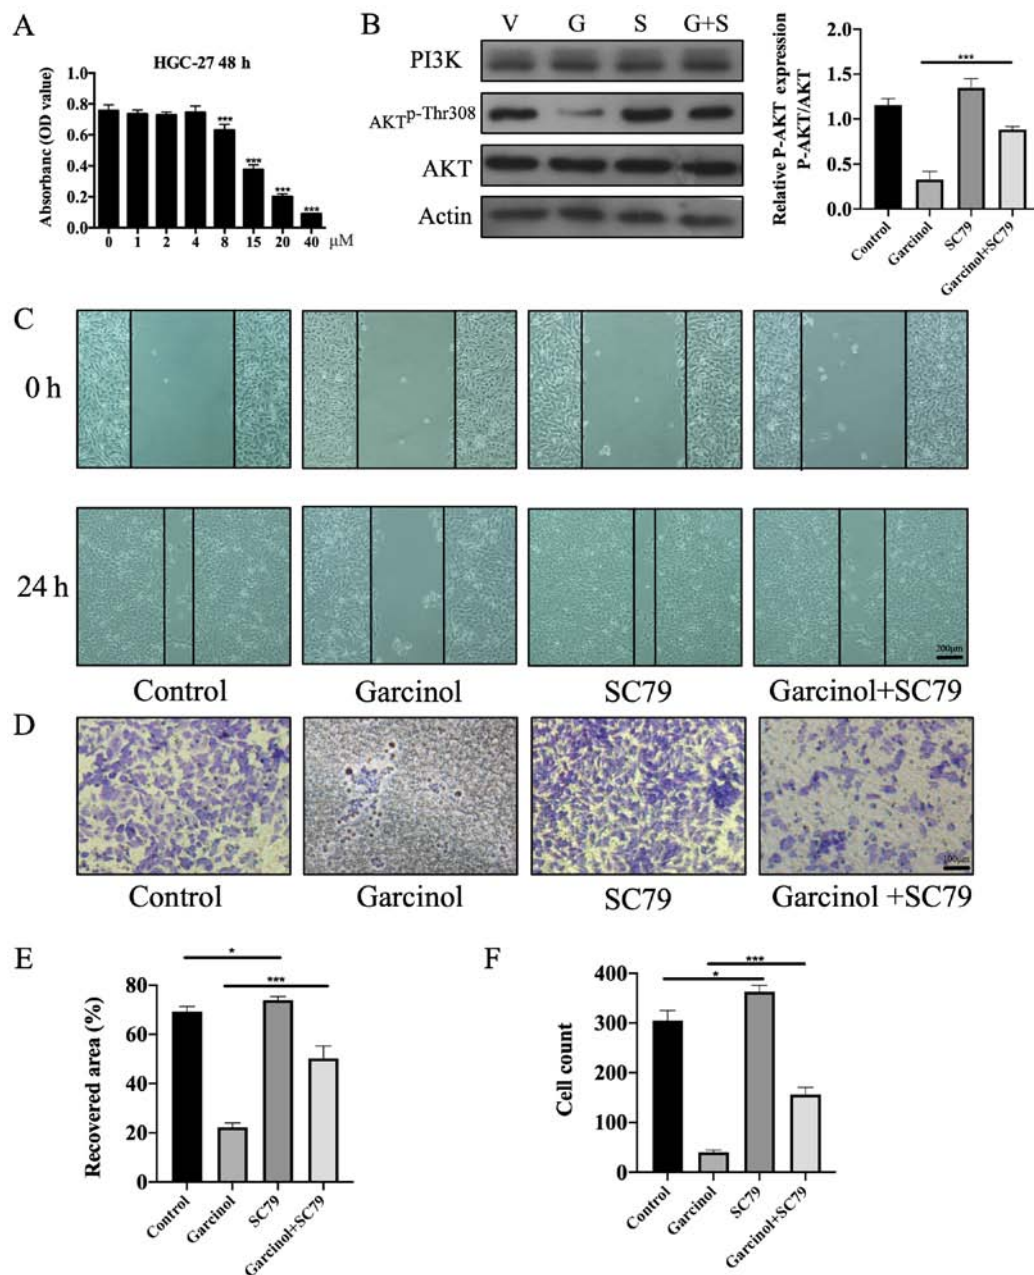 A
HGC-27 48 h
Absorbanc (OD value)
1.0
0.8
0.6
0.4
0.2
0.0
***
***
***
***
0 1 2 4 8 15 20 40 μM
B
V G S G+S
PI3K
AKTp-Thr308
AKT
Actin
Relative P-AKT expression
P-AKT/AKT
2.0
1.5
1.0
0.5
0.0
***
Control
Garcinol
SC79
Garcinol+SC79
C
0 h
24 h
200μm
Control Garcinol SC79 Garcinol+SC79
D
100μm
Control Garcinol SC79 Garcinol +SC79
E
Recovered area (%)
80
60
40
20
0
*
***
Control
Garcinol
SC79
Garcinol+SC79
F
Cell count
400
300
200
100
0
***
*
Control
Garcinol
SC79
Garcinol+SC79